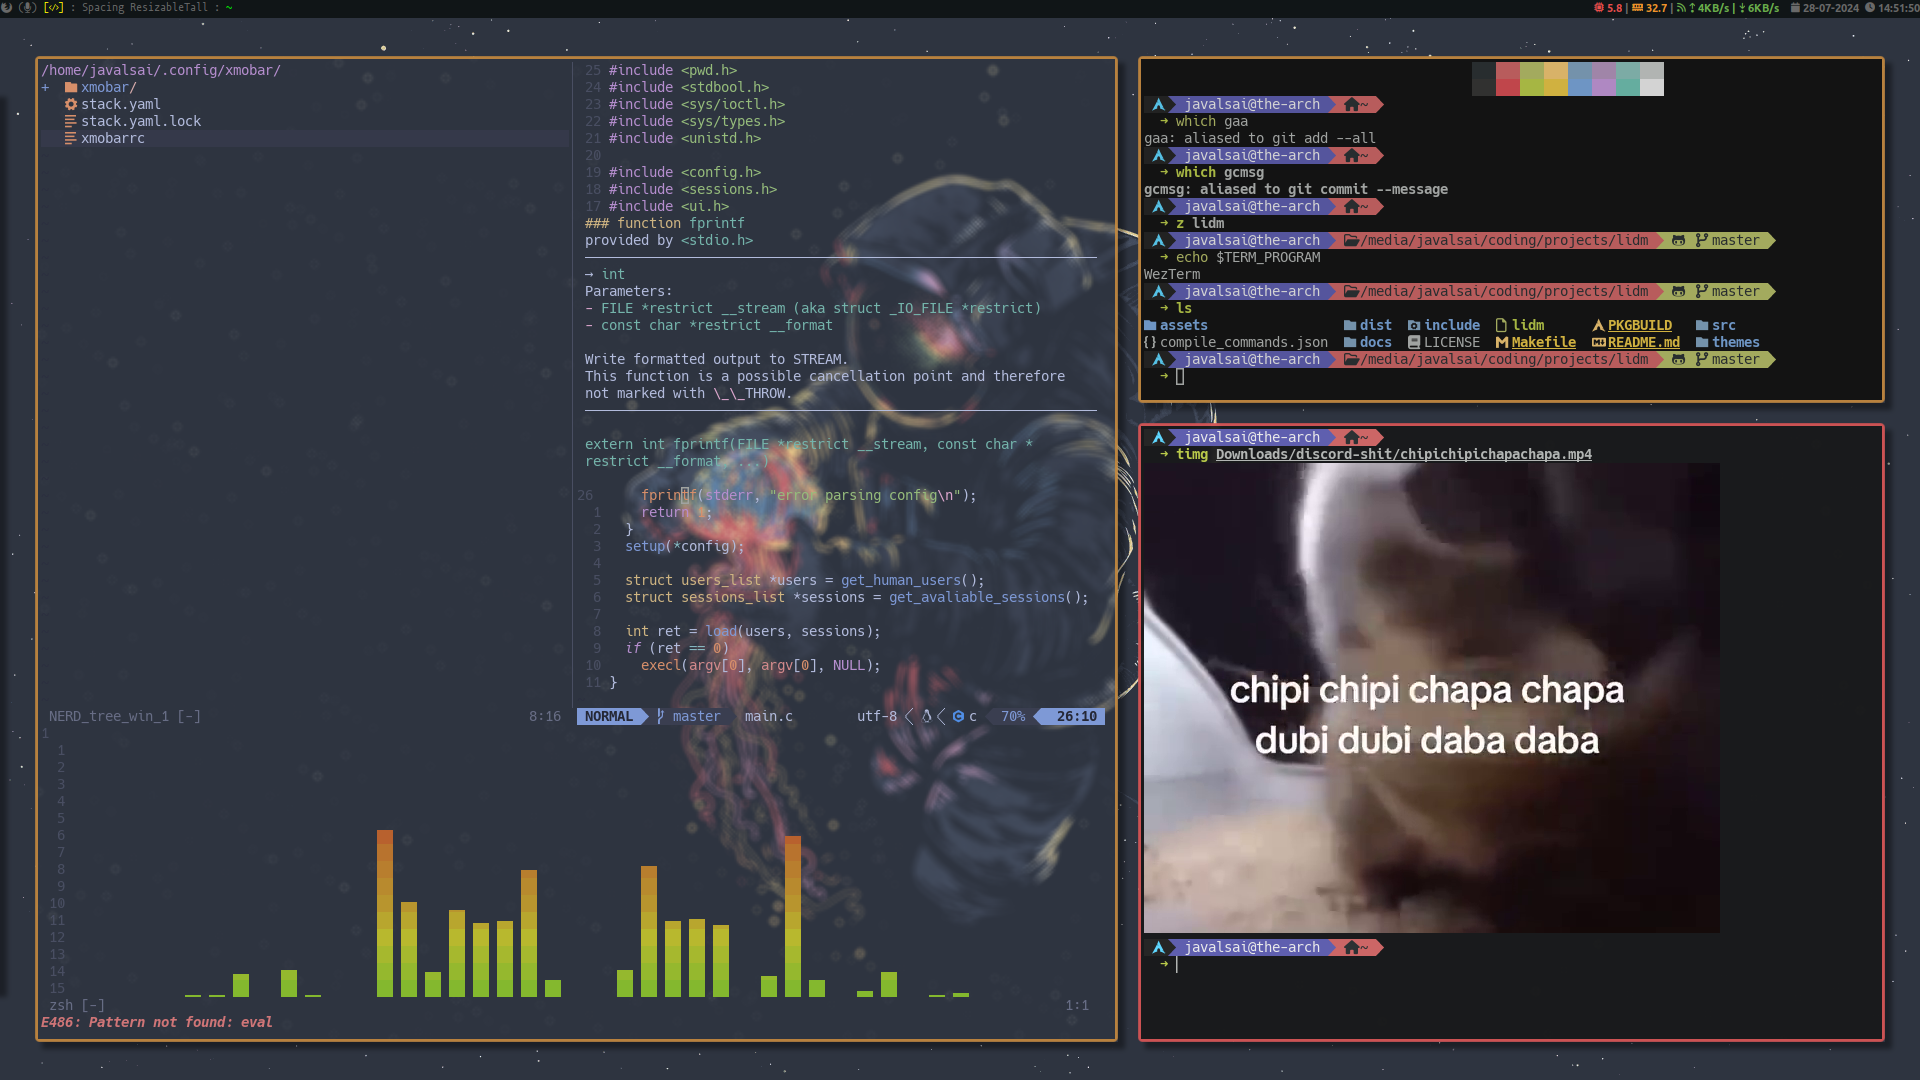 [</>] : Spacing ResizableTall : ~
5.8 | 32.7 | 4KB/s | 6KB/s 28-07-2024 14:51:50
/home/javalsai/.config/xmobar/
+ xmobar/
stack.yaml
stack.yaml.lock
xmobarrc
NERD_tree_win_1 [-] 8:16
25 #include <pwd.h>
24 #include <stdbool.h>
23 #include <sys/ioctl.h>
22 #include <sys/types.h>
21 #include <unistd.h>
20
19 #include <config.h>
18 #include <sessions.h>
17 #include <ui.h>
### function fprintf
provided by <stdio.h>
→ int
Parameters:
- FILE *restrict __stream (aka struct _IO_FILE *restrict)
- const char *restrict __format
Write formatted output to STREAM.
This function is a possible cancellation point and therefore
not marked with \_\_THROW.
extern int fprintf(FILE *restrict __stream, const char *
restrict __format, ...)
26 fprintf(stderr, "error parsing config\n");
1 return ;
2 }
3 setup(*config);
4
5 struct users_list *users = get_human_users();
6 struct sessions_list *sessions = get_avaliable_sessions();
7
8 int ret = load(users, sessions);
9 if (ret == 0)
10 execl(argv[0], argv[0], NULL);
11 }
NORMAL master main.c utf-8 c 70% 26:10
1
1
2
3
4
5
6
7
8
9
10
11
12
13
14
15
zsh [-] 1:1
E486: Pattern not found: eval
javalsai@the-arch ~
→ which gaa
gaa: aliased to git add --all
javalsai@the-arch ~
→ which gcmsg
gcmsg: aliased to git commit --message
javalsai@the-arch ~
→ z lidm
javalsai@the-arch /media/javalsai/coding/projects/lidm master
→ echo $TERM_PROGRAM
WezTerm
javalsai@the-arch /media/javalsai/coding/projects/lidm master
→ ls
assets dist include lidm PKGBUILD src
{} compile_commands.json docs LICENSE Makefile README.md themes
javalsai@the-arch /media/javalsai/coding/projects/lidm master
→
javalsai@the-arch ~
→ timg Downloads/discord-shit/chipichipichapachapa.mp4
chipi chipi chapa chapa
dubi dubi daba daba
javalsai@the-arch ~
→